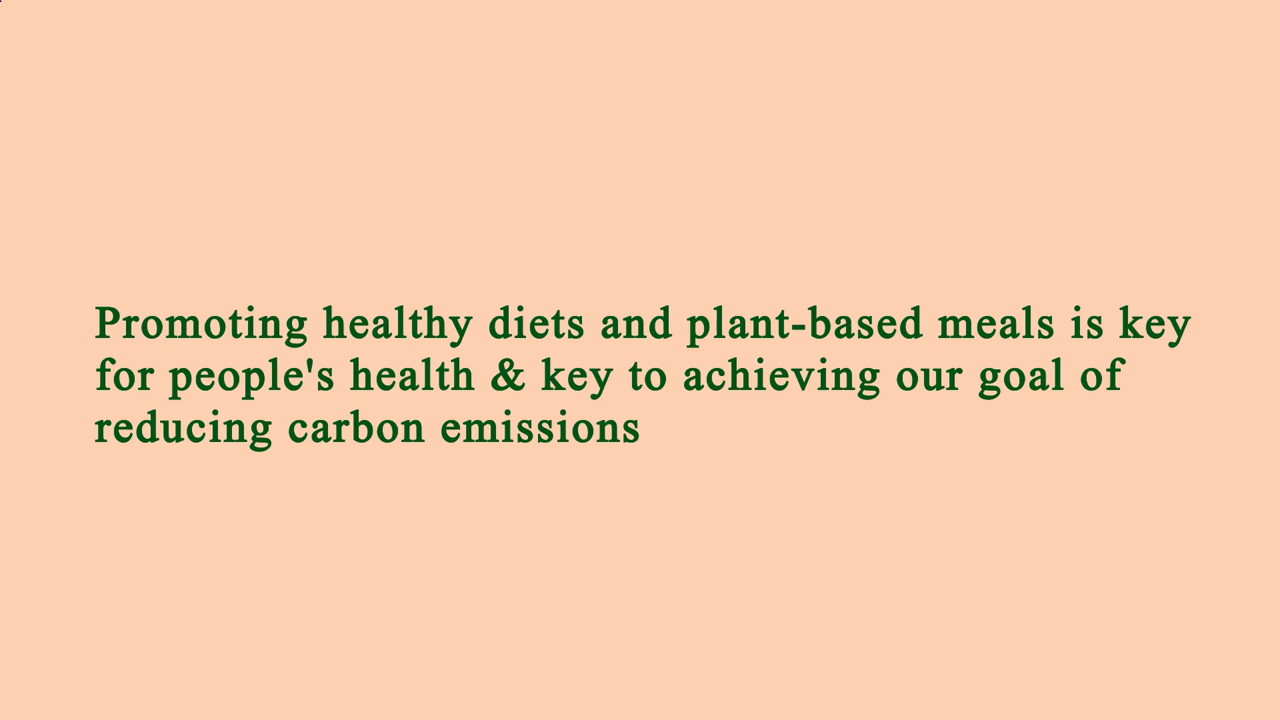 Promoting healthy diets and plant-based meals is key
for people's health & key to achieving our goal of
reducing carbon emissions